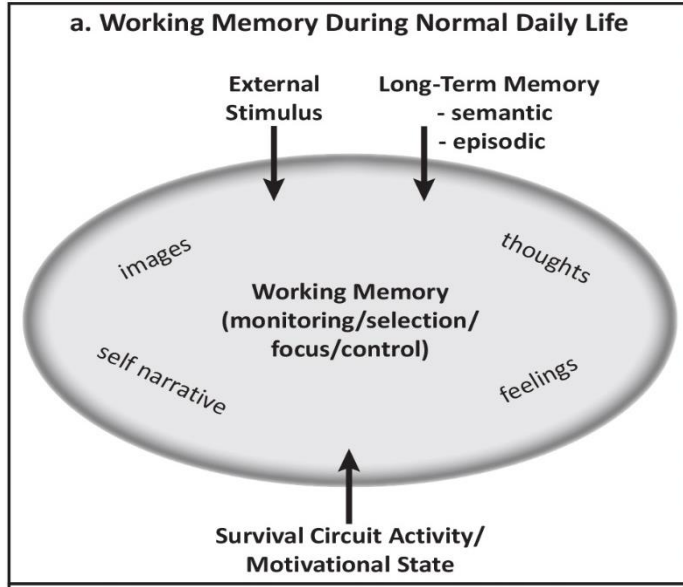 a. Working Memory During Normal Daily Life
External
Stimulus
Long-Term Memory
- semantic
- episodic
images
thoughts
Working Memory
(monitoring/selection/
focus/control)
self narrative
feelings
Survival Circuit Activity/
Motivational State